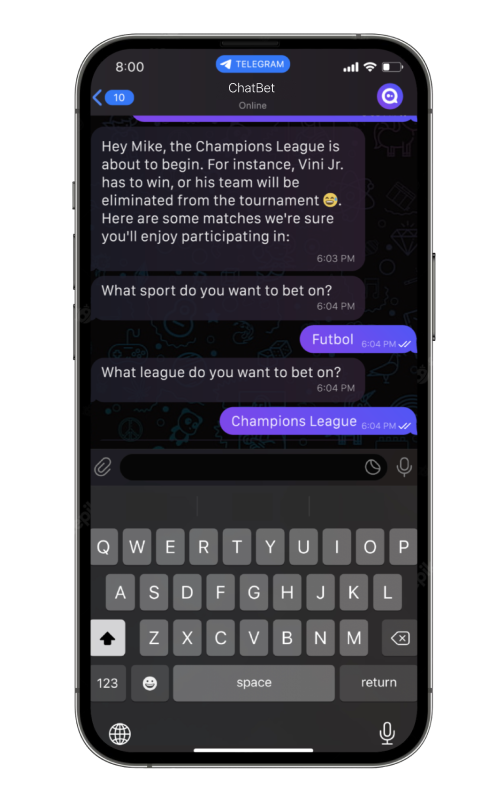 8:00
TELEGRAM
10
ChatBet
Online
Hey Mike, the Champions League is
about to begin. For instance, Vini Jr.
has to win, or his team will be
eliminated from the tournament 😄.
Here are some matches we're sure
you'll enjoy participating in:
6:03 PM
What sport do you want to bet on?
6:04 PM
Futbol 6:04 PM
What league do you want to bet on?
6:04 PM
Champions League 6:04 PM
Q W E R T Y U I O P
A S D F G H J K L
Z X C V B N M
123 space return